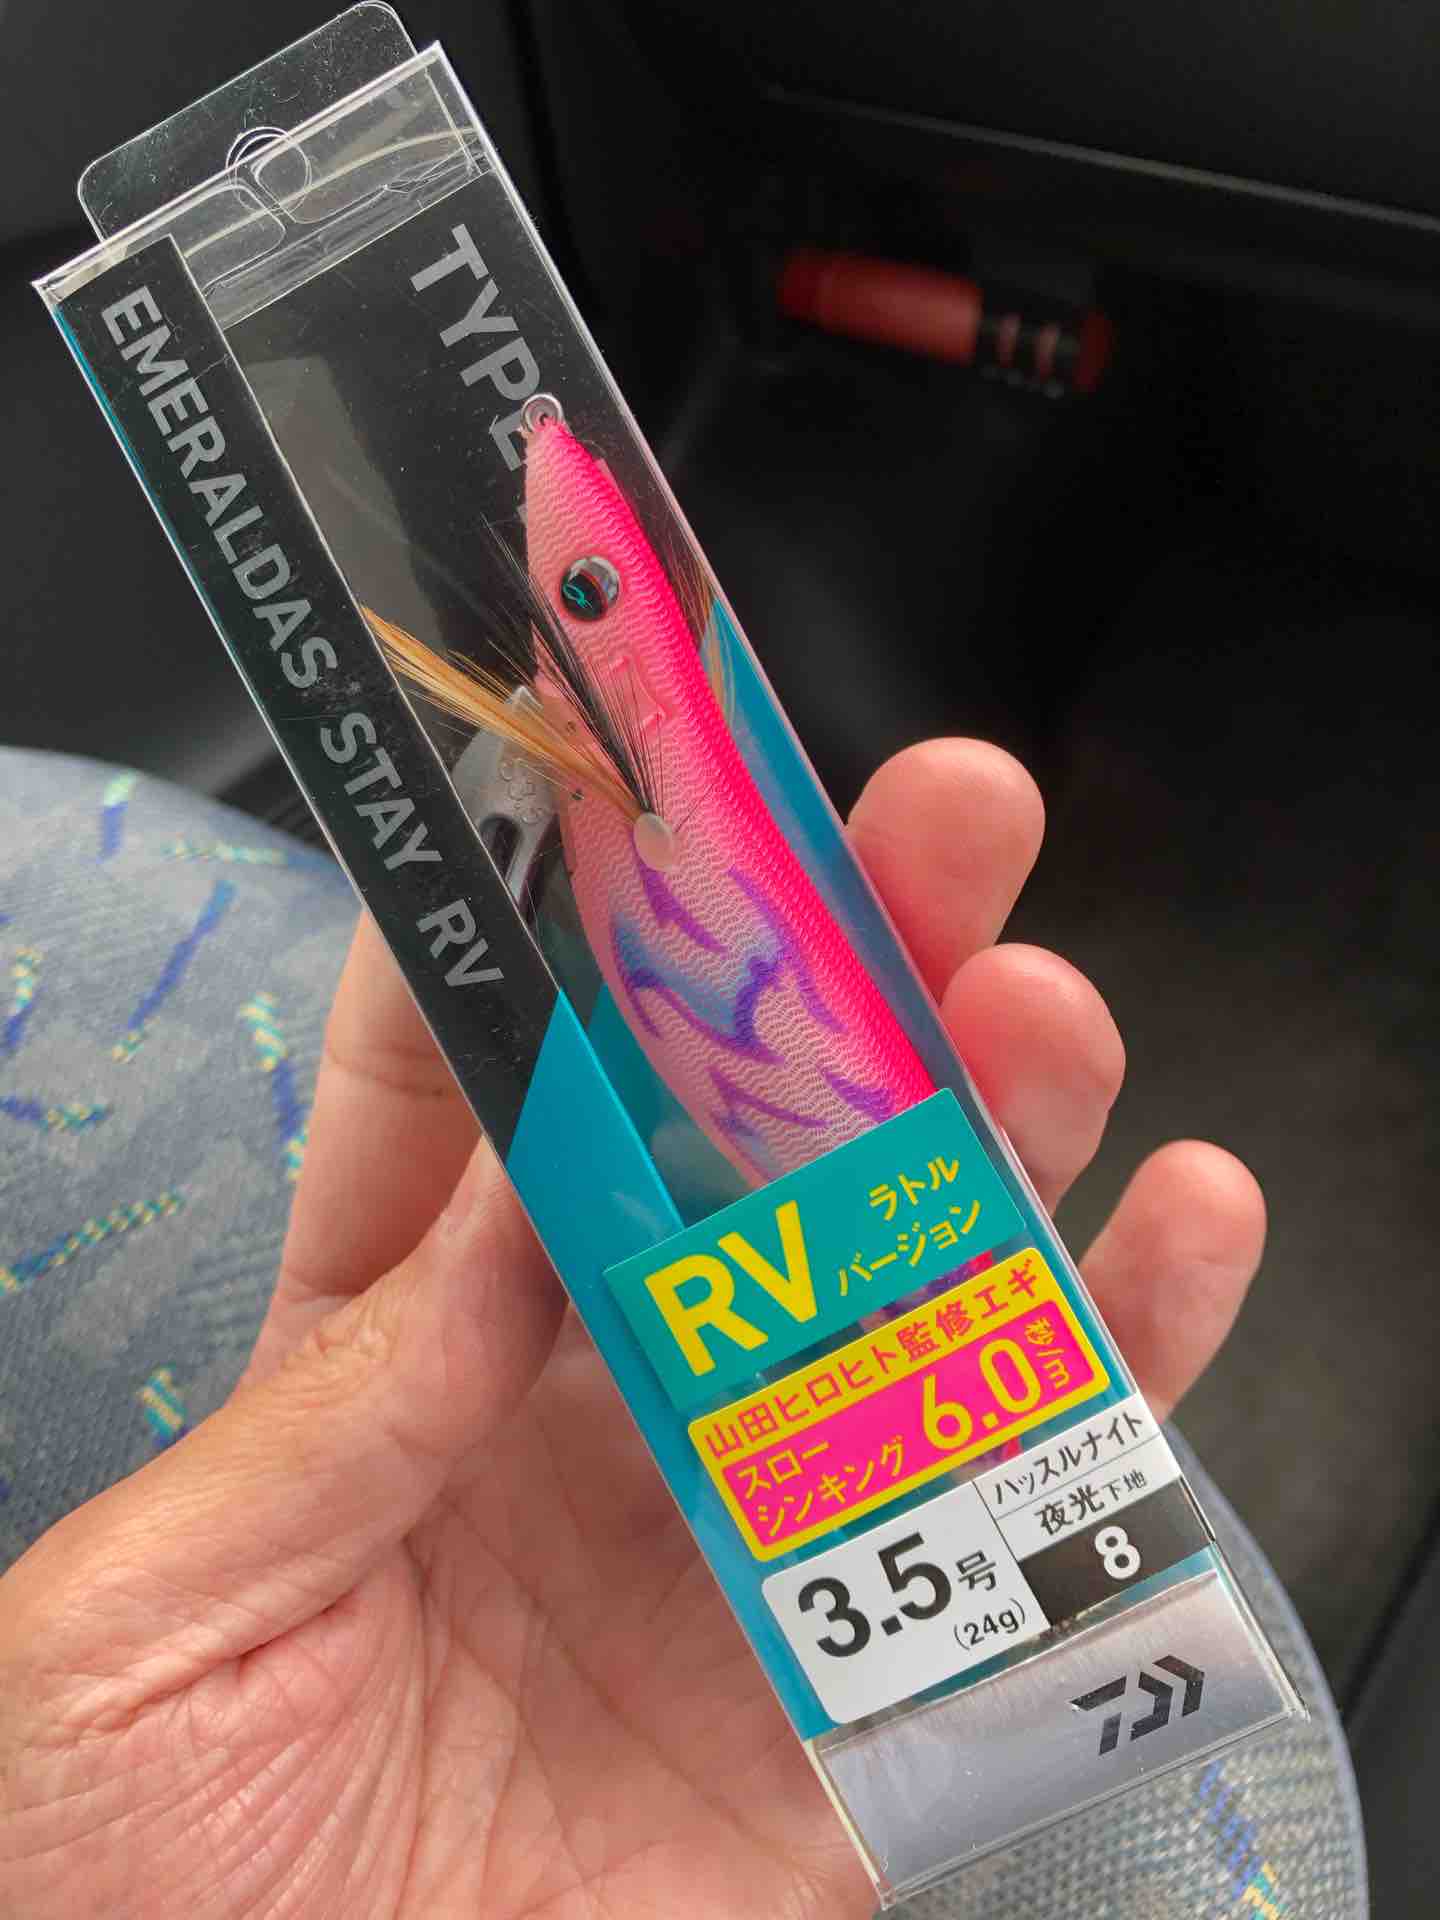 TYPE
EMERALDAS STAY RV
RV ラトル
バージョン
山田ヒロヒト監修エギ
スロー
シンキング 6.0秒/m
3.5号
(24g)
ハッスルナイト
夜光下地
8